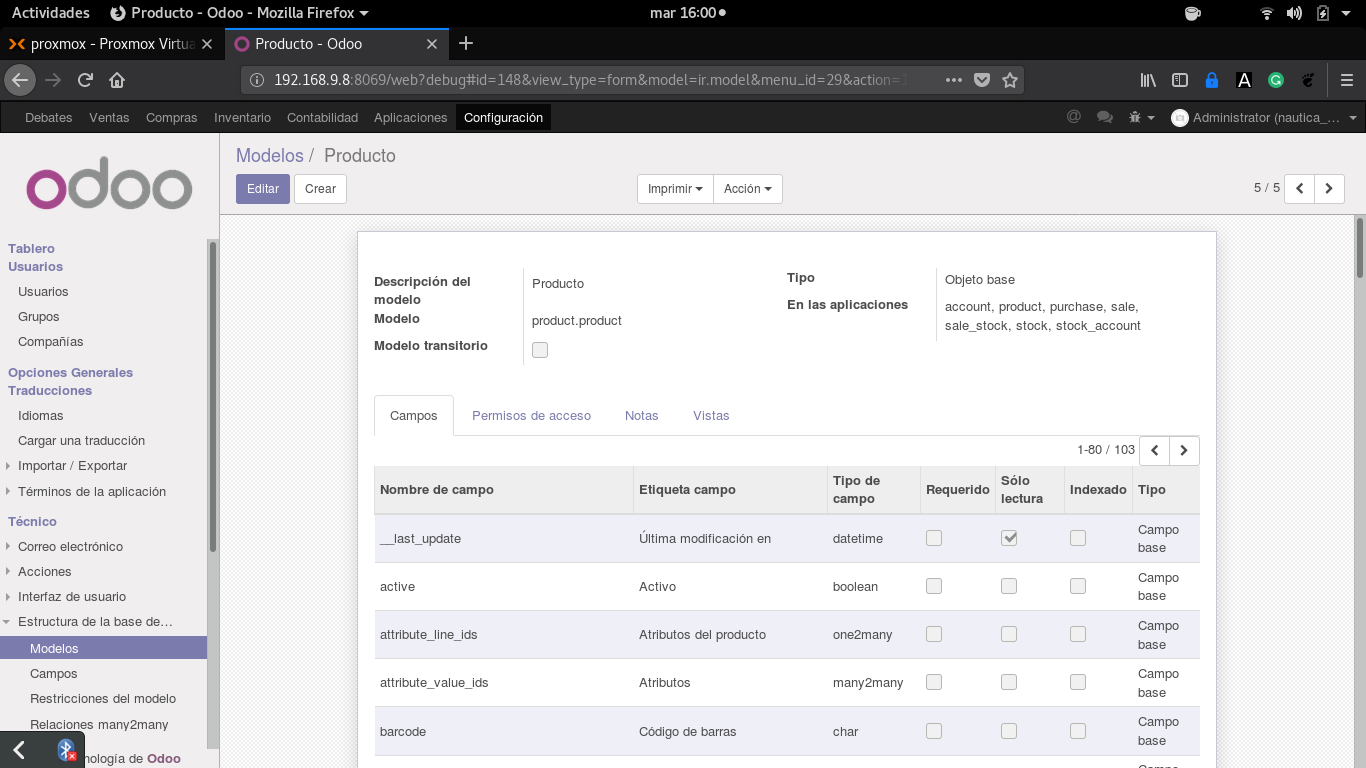 Actividades
Producto - Odoo - Mozilla Firefox
mar 16:00
proxmox - Proxmox Virtua
Producto - Odoo
192.168.9.8:8069/web?debug#id=148&view_type=form&model=ir.model&menu_id=29&action=
Debates Ventas Compras Inventario Contabilidad Aplicaciones Configuración
@
Administrator (nautica_...
odoo
Modelos / Producto
Editar Crear
Imprimir Acción
5 / 5
Tablero
Usuarios
Usuarios
Grupos
Compañías
Opciones Generales
Traducciones
Idiomas
Cargar una traducción
Importar / Exportar
Términos de la aplicación
Técnico
Correo electrónico
Acciones
Interfaz de usuario
Estructura de la base de...
Modelos
Campos
Restricciones del modelo
Relaciones many2many
nología de Odoo
Descripción del
modelo
Producto
Modelo
product.product
Modelo transitorio
Tipo
Objeto base
En las aplicaciones
account, product, purchase, sale,
sale_stock, stock, stock_account
Campos Permisos de acceso Notas Vistas
1-80 / 103
Nombre de campo Etiqueta campo Tipo de campo Requerido Sólo lectura Indexado Tipo
__last_update Última modificación en datetime Campo base
active Activo boolean Campo base
attribute_line_ids Atributos del producto one2many Campo base
attribute_value_ids Atributos many2many Campo base
barcode Código de barras char Campo base